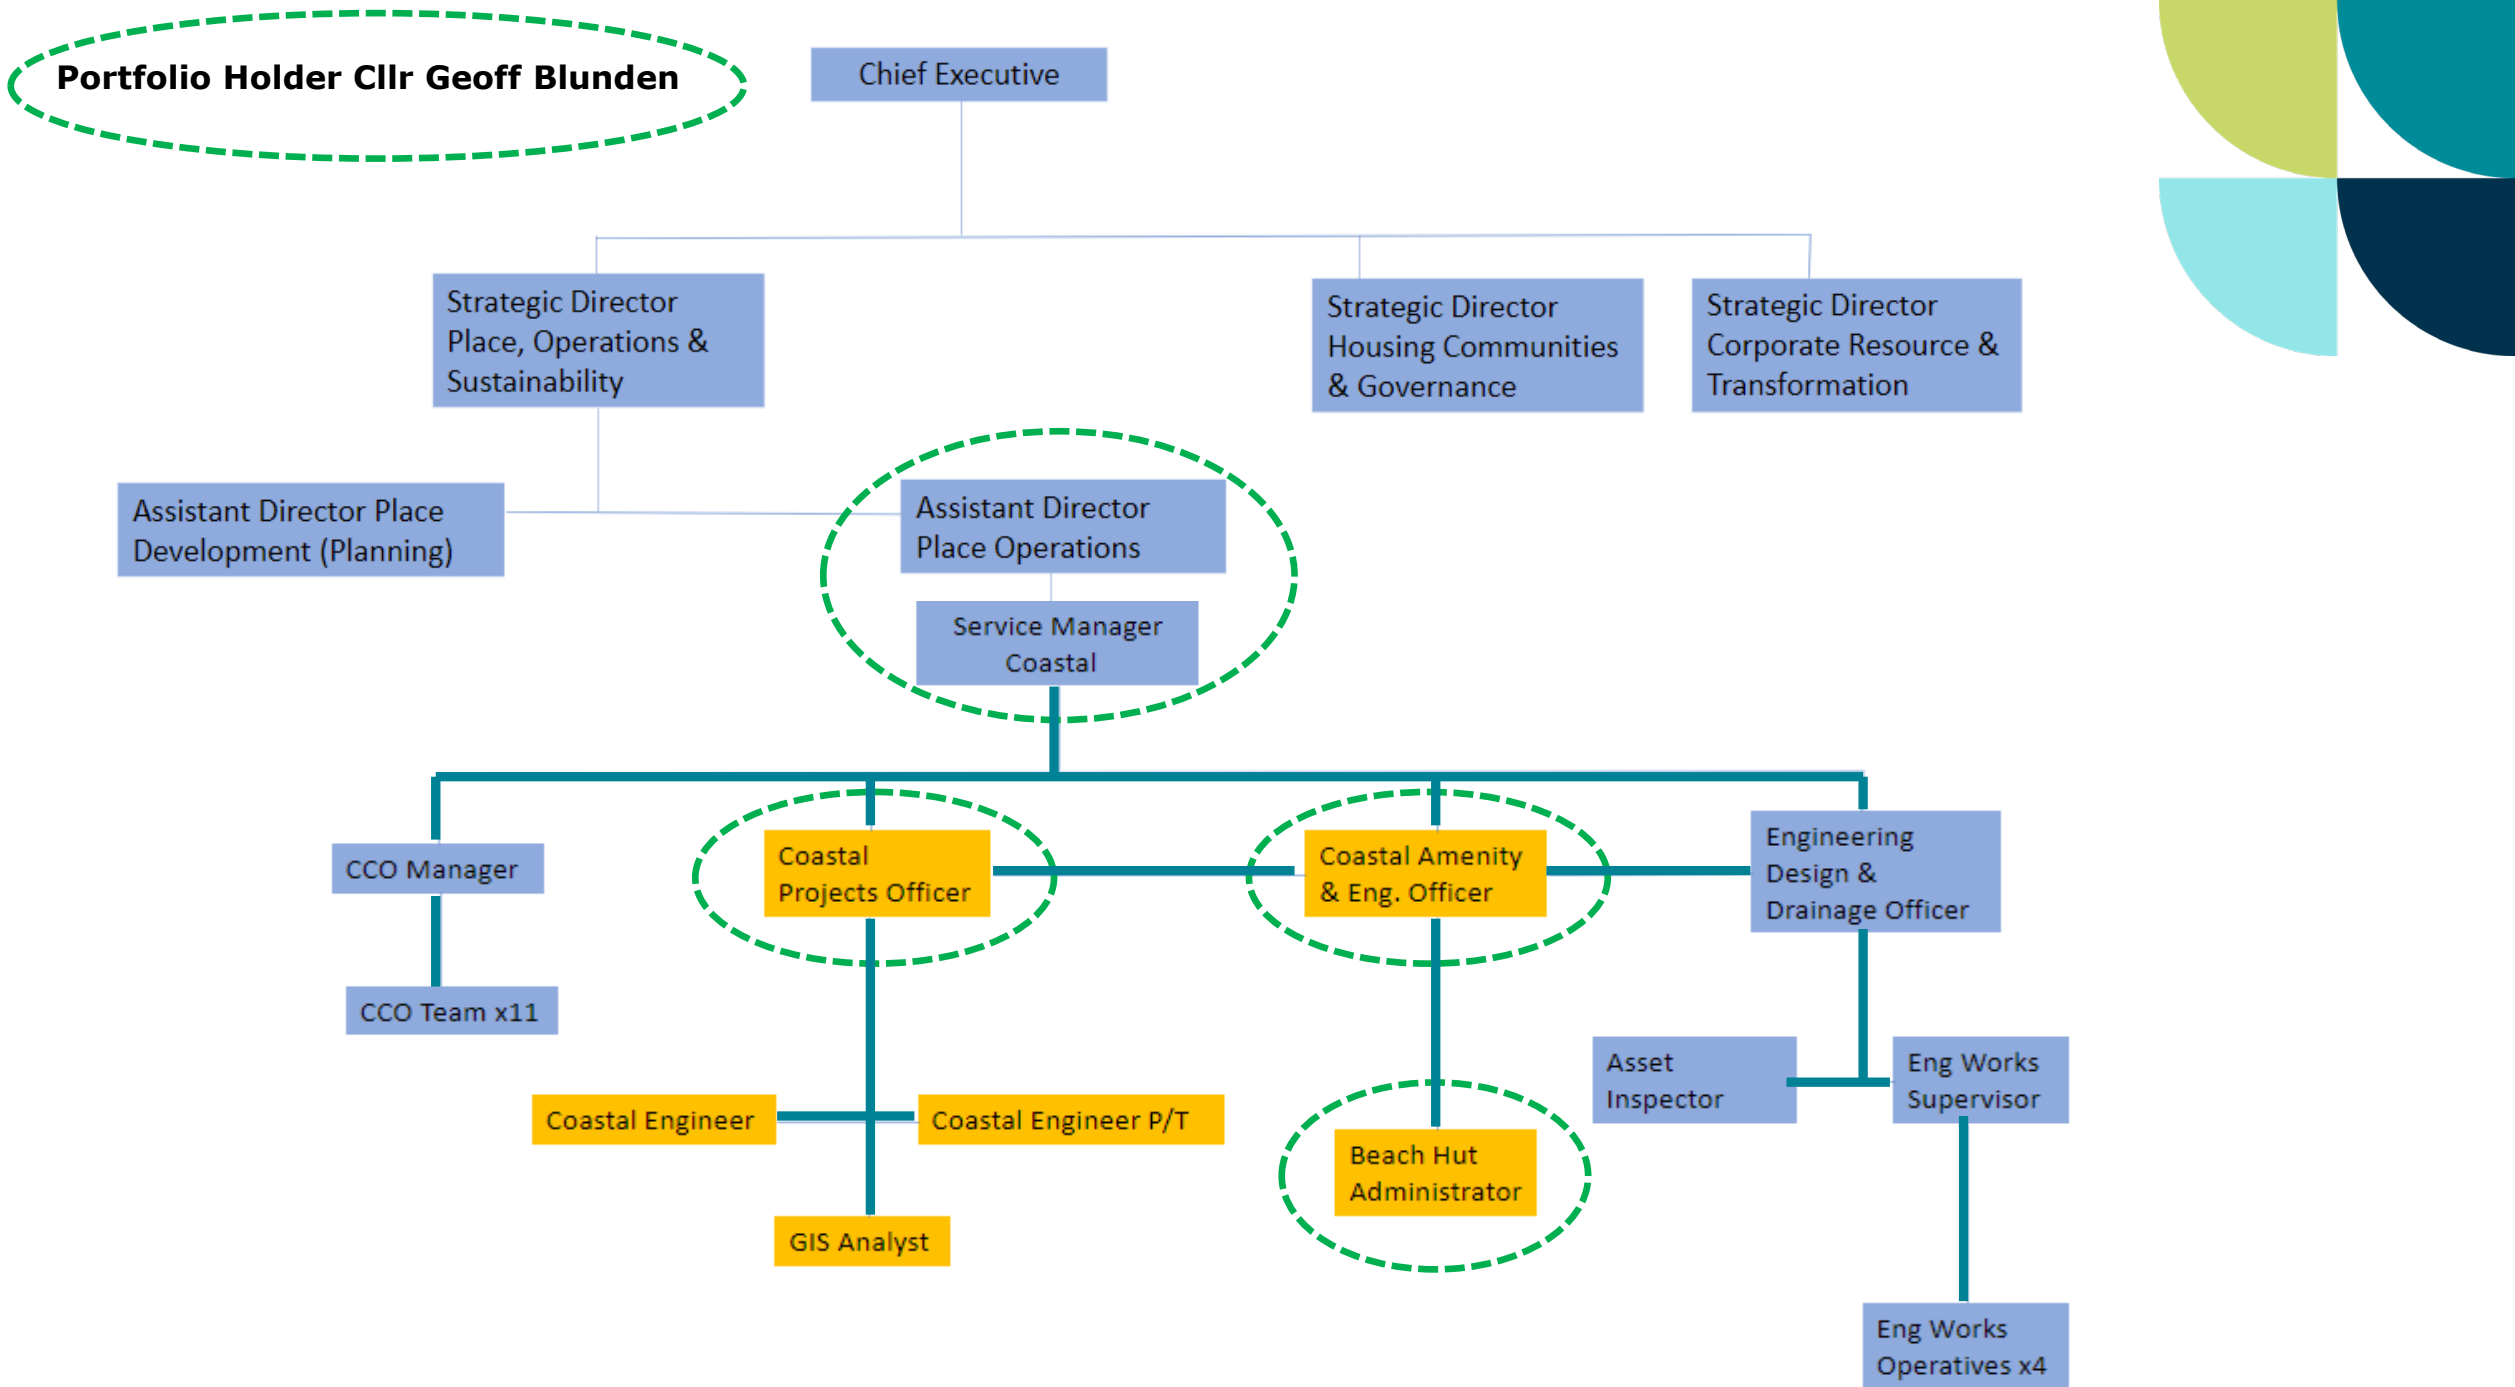 Portfolio Holder Cllr Geoff Blunden
Chief Executive
Strategic Director
Place, Operations &
Sustainability
Strategic Director
Housing Communities
& Governance
Strategic Director
Corporate Resource &
Transformation
Assistant Director Place
Development (Planning)
Assistant Director
Place Operations
Service Manager
Coastal
CCO Manager
Coastal
Projects Officer
Coastal Amenity
& Eng. Officer
Engineering
Design &
Drainage Officer
CCO Team x11
Coastal Engineer
Coastal Engineer P/T
GIS Analyst
Beach Hut
Administrator
Asset
Inspector
Eng Works
Supervisor
Eng Works
Operatives x4